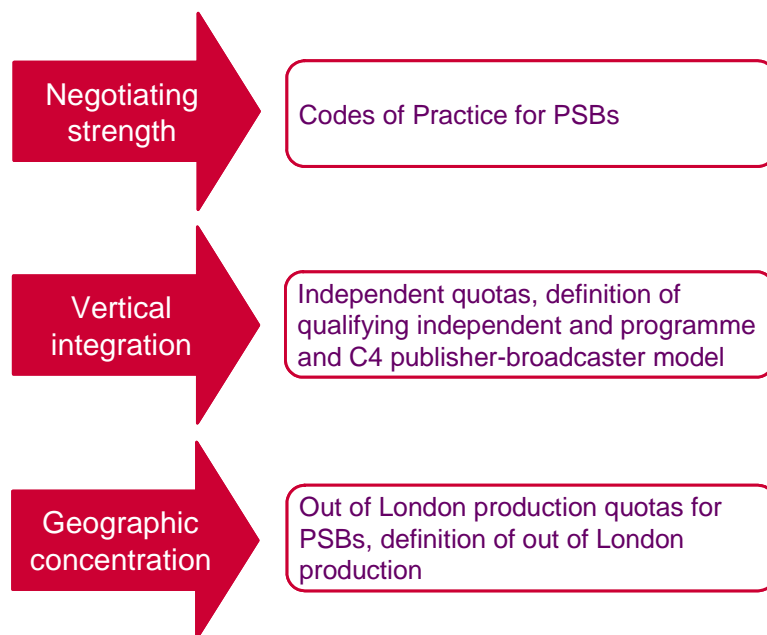 Negotiating
strength
Codes of Practice for PSBs
Vertical
integration
Independent quotas, definition of
qualifying independent and programme
and C4 publisher-broadcaster model
Geographic
concentration
Out of London production quotas for
PSBs, definition of out of London
production